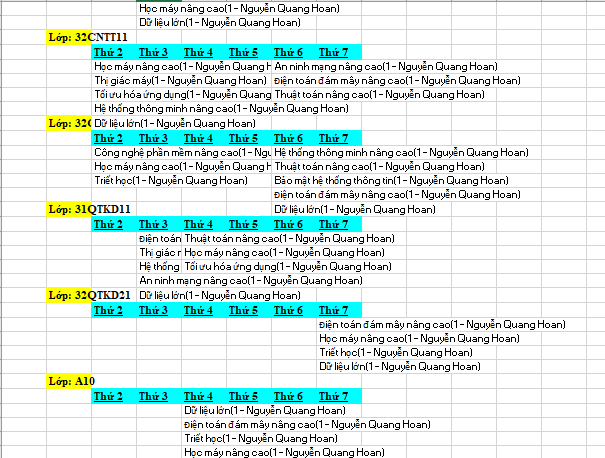 Học máy nâng cao(1 - Nguyễn Quang Hoan)
Dữ liệu lớn(1 - Nguyễn Quang Hoan)
Lớp: 32CNTT11
Thứ 2 Thứ 3 Thứ 4 Thứ 5 Thứ 6 Thứ 7
Học máy nâng cao(1 - Nguyễn Quang H An ninh mạng nâng cao(1 - Nguyễn Quang Hoan)
Thị giác máy(1 - Nguyễn Quang Hoan) Điện toán đám mây nâng cao(1 - Nguyễn Quang Hoan)
Tối ưu hóa ứng dụng(1 - Nguyễn Quang Thuật toán nâng cao(1 - Nguyễn Quang Hoan)
Hệ thống thông minh nâng cao(1 - Nguyễn Quang Hoan)
Lớp: 32C Dữ liệu lớn(1 - Nguyễn Quang Hoan)
Thứ 2 Thứ 3 Thứ 4 Thứ 5 Thứ 6 Thứ 7
Công nghệ phần mềm nâng cao(1 - Ngu Hệ thống thông minh nâng cao(1 - Nguyễn Quang Hoan)
Học máy nâng cao(1 - Nguyễn Quang H Thuật toán nâng cao(1 - Nguyễn Quang Hoan)
Triết học(1 - Nguyễn Quang Hoan) Bảo mật hệ thống thông tin(1 - Nguyễn Quang Hoan)
Điện toán đám mây nâng cao(1 - Nguyễn Quang Hoan)
Lớp: 31QTKD11 Dữ liệu lớn(1 - Nguyễn Quang Hoan)
Thứ 2 Thứ 3 Thứ 4 Thứ 5 Thứ 6 Thứ 7
Điện toán Thuật toán nâng cao(1 - Nguyễn Quang Hoan)
Thị giác r Học máy nâng cao(1 - Nguyễn Quang Hoan)
Hệ thống Tối ưu hóa ứng dụng(1 - Nguyễn Quang Hoan)
An ninh mạng nâng cao(1 - Nguyễn Quang Hoan)
Lớp: 32QTKD21 Dữ liệu lớn(1 - Nguyễn Quang Hoan)
Thứ 2 Thứ 3 Thứ 4 Thứ 5 Thứ 6 Thứ 7
Điện toán đám mây nâng cao(1 - Nguyễn Quang Hoan)
Học máy nâng cao(1 - Nguyễn Quang Hoan)
Triết học(1 - Nguyễn Quang Hoan)
Dữ liệu lớn(1 - Nguyễn Quang Hoan)
Lớp: A10
Thứ 2 Thứ 3 Thứ 4 Thứ 5 Thứ 6 Thứ 7
Dữ liệu lớn(1 - Nguyễn Quang Hoan)
Điện toán đám mây nâng cao(1 - Nguyễn Quang Hoan)
Triết học(1 - Nguyễn Quang Hoan)
Học máy nâng cao(1 - Nguyễn Quang Hoan)